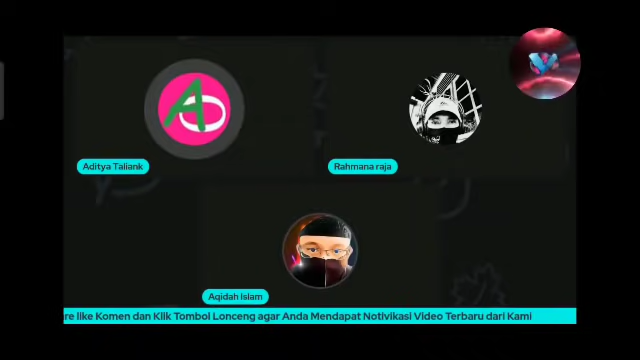 Aditya Taliank
Rahmana raja
Aqidah Islam
re like Komen dan Klik Tombol Lonceng agar Anda Mendapat Notivikasi Video Terbaru dari Kami